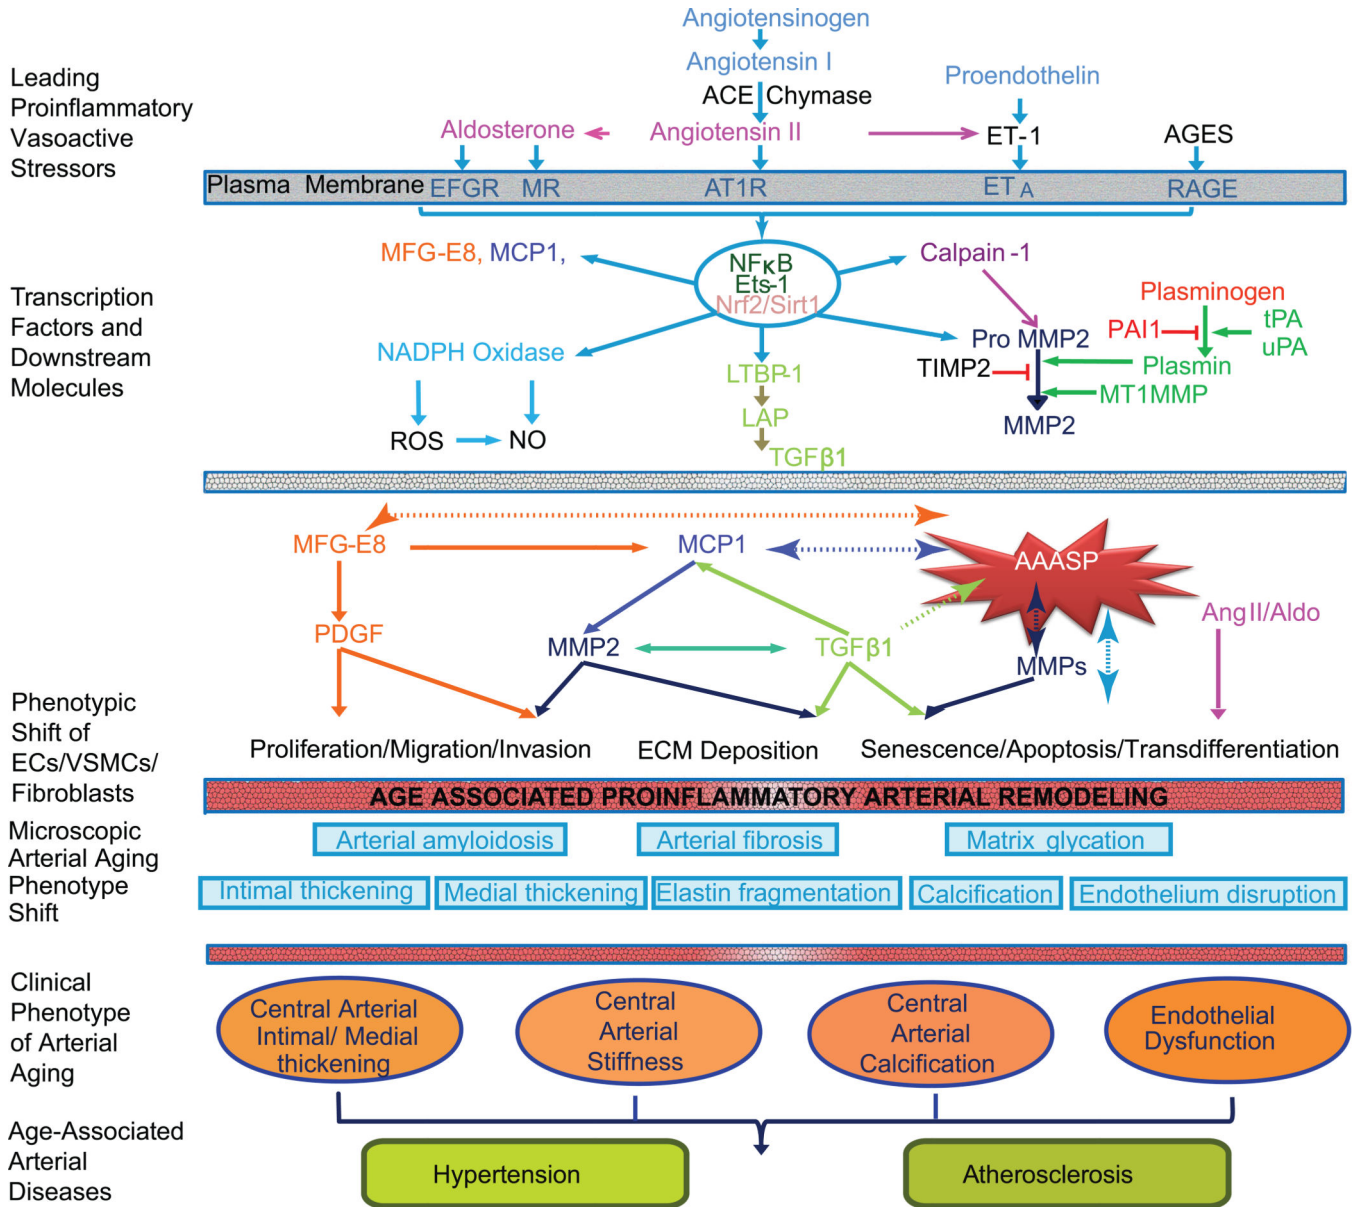 Angiotensinogen
Angiotensin I
Proendothelin
Leading
Proinflammatory
Vasoactive
Stressors
ACE Chymase
Aldosterone
Angiotensin II
ET-1
AGES
Plasma Membrane EFGR MR AT1R ET A RAGE
MFG-E8, MCP1,
NFκB
Ets-1
Nrf2/Sirt1
Calpain -1
Transcription
Factors and
Downstream
Molecules
Plasminogen
PAI1
tPA
uPA
Pro MMP2
NADPH Oxidase
TIMP2
Plasmin
LTBP-1
MT1MMP
LAP
MMP2
ROS
NO
TGFβ1
MFG-E8
MCP1
AAASP
Ang II/Aldo
PDGF
MMP2
TGFβ1
MMPs
Phenotypic
Shift of
ECs/VSMCs/
Fibroblasts
Proliferation/Migration/Invasion
ECM Deposition
Senescence/Apoptosis/Transdifferentiation
AGE ASSOCIATED PROINFLAMMATORY ARTERIAL REMODELING
Microscopic
Arterial Aging
Phenotype
Shift
Arterial amyloidosis
Arterial fibrosis
Matrix glycation
Intimal thickening
Medial thickening
Elastin fragmentation
Calcification
Endothelium disruption
Clinical
Phenotype
of Arterial
Aging
Central Arterial
Intimal/ Medial
thickening
Central
Arterial
Stiffness
Central
Arterial
Calcification
Endothelial
Dysfunction
Age-Associated
Arterial
Diseases
Hypertension
Atherosclerosis